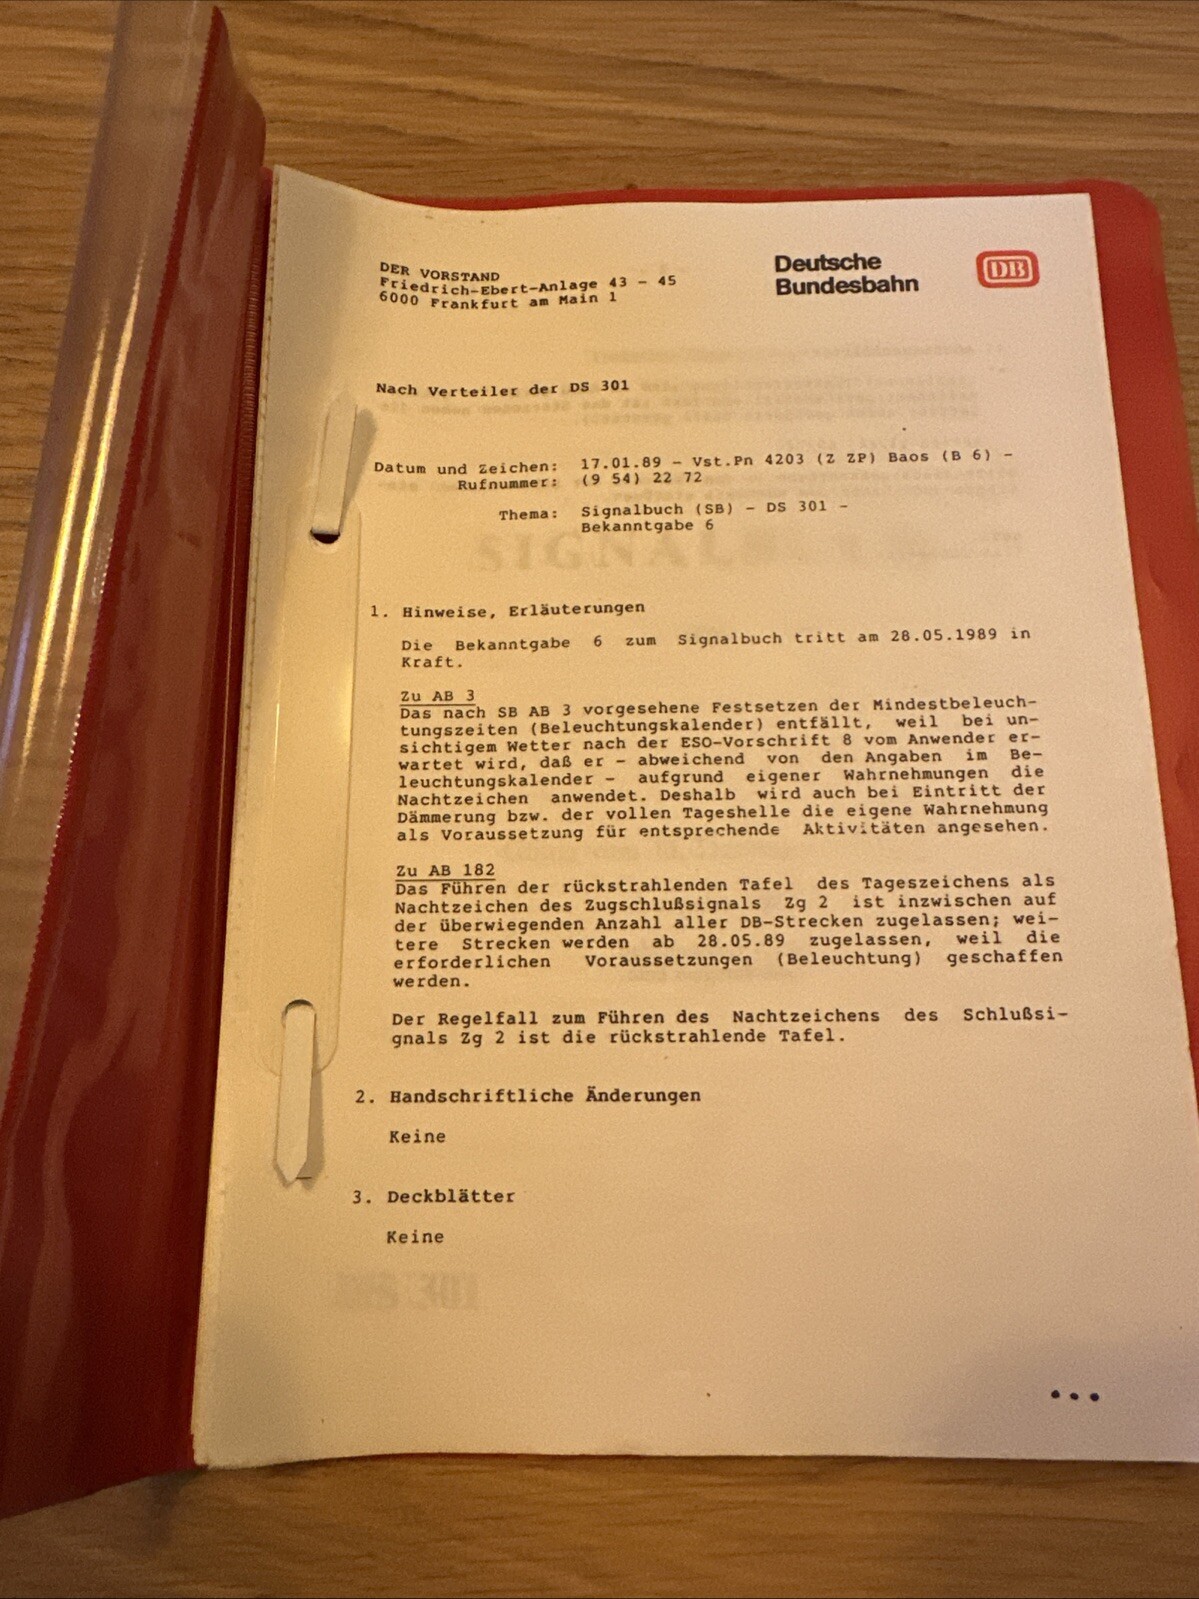 DER VORSTAND
Friedrich-Ebert-Anlage 43 - 45
6000 Frankfurt am Main 1
Deutsche
Bundesbahn
DB
Nach Verteiler der DS 301
Datum und Zeichen: 17.01.89 - Vst.Pn 4203 (Z ZP) Baos (B 6) -
Rufnummer: (9 54) 22 72
Thema: Signalbuch (SB) - DS 301 -
Bekanntgabe 6
SIGNAL
1. Hinweise, Erläuterungen
Die Bekanntgabe 6 zum Signalbuch tritt am 28.05.1989 in
Kraft.
Zu AB 3
Das nach SB AB 3 vorgesehene Festsetzen der Mindestbeleuch-
tungszeiten (Beleuchtungskalender) entfällt, weil bei un-
sichtigem Wetter nach der ESO-Vorschrift 8 vom Anwender er-
wartet wird, daß er - abweichend von den Angaben im Be-
leuchtungskalender - aufgrund eigener Wahrnehmungen die
Nachtzeichen anwendet. Deshalb wird auch bei Eintritt der
Dämmerung bzw. der vollen Tageshelle die eigene Wahrnehmung
als Voraussetzung für entsprechende Aktivitäten angesehen.
Zu AB 182
Das Führen der rückstrahlenden Tafel des Tageszeichens als
Nachtzeichen des Zugschlußsignals Zg 2 ist inzwischen auf
der überwiegenden Anzahl aller DB-Strecken zugelassen; wei-
tere Strecken werden ab 28.05.89 zugelassen, weil die
erforderlichen Voraussetzungen (Beleuchtung) geschaffen
werden.
Der Regelfall zum Führen des Nachtzeichens des Schlußsi-
gnals Zg 2 ist die rückstrahlende Tafel.
2. Handschriftliche Änderungen
Keine
3. Deckblätter
Keine
DS 301
...